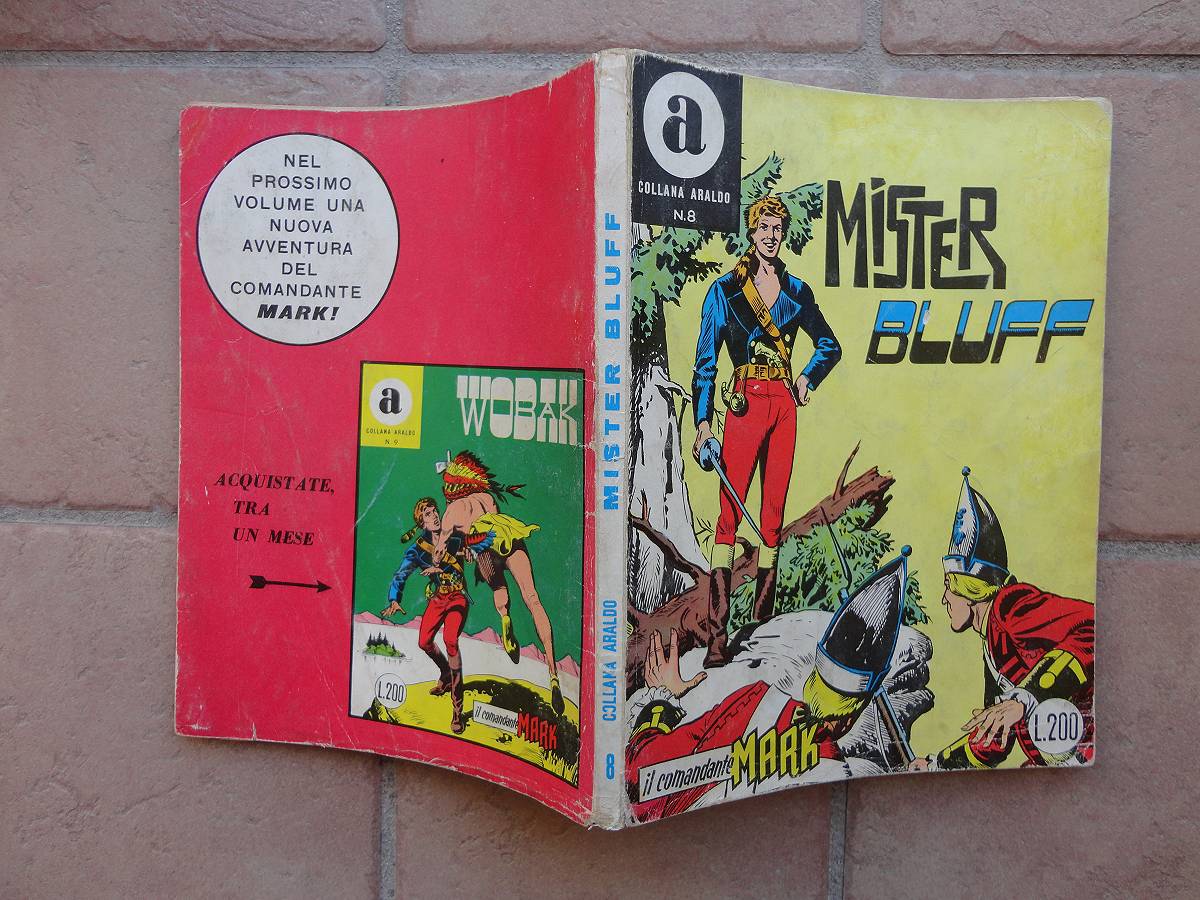 NEL
PROSSIMO
VOLUME UNA
NUOVA
AVVENTURA
DEL
COMANDANTE
MARK!
ACQUISTATE,
TRA
UN MESE
a
COLLANA ARALDO
N 9
WOBAK
L.200
il comandante
MARK
MISTER BLUFF
COLLANA ARALDO
8
a
COLLANA ARALDO
N.8
MISTER
BLUFF
il comandante
MARK
L.200